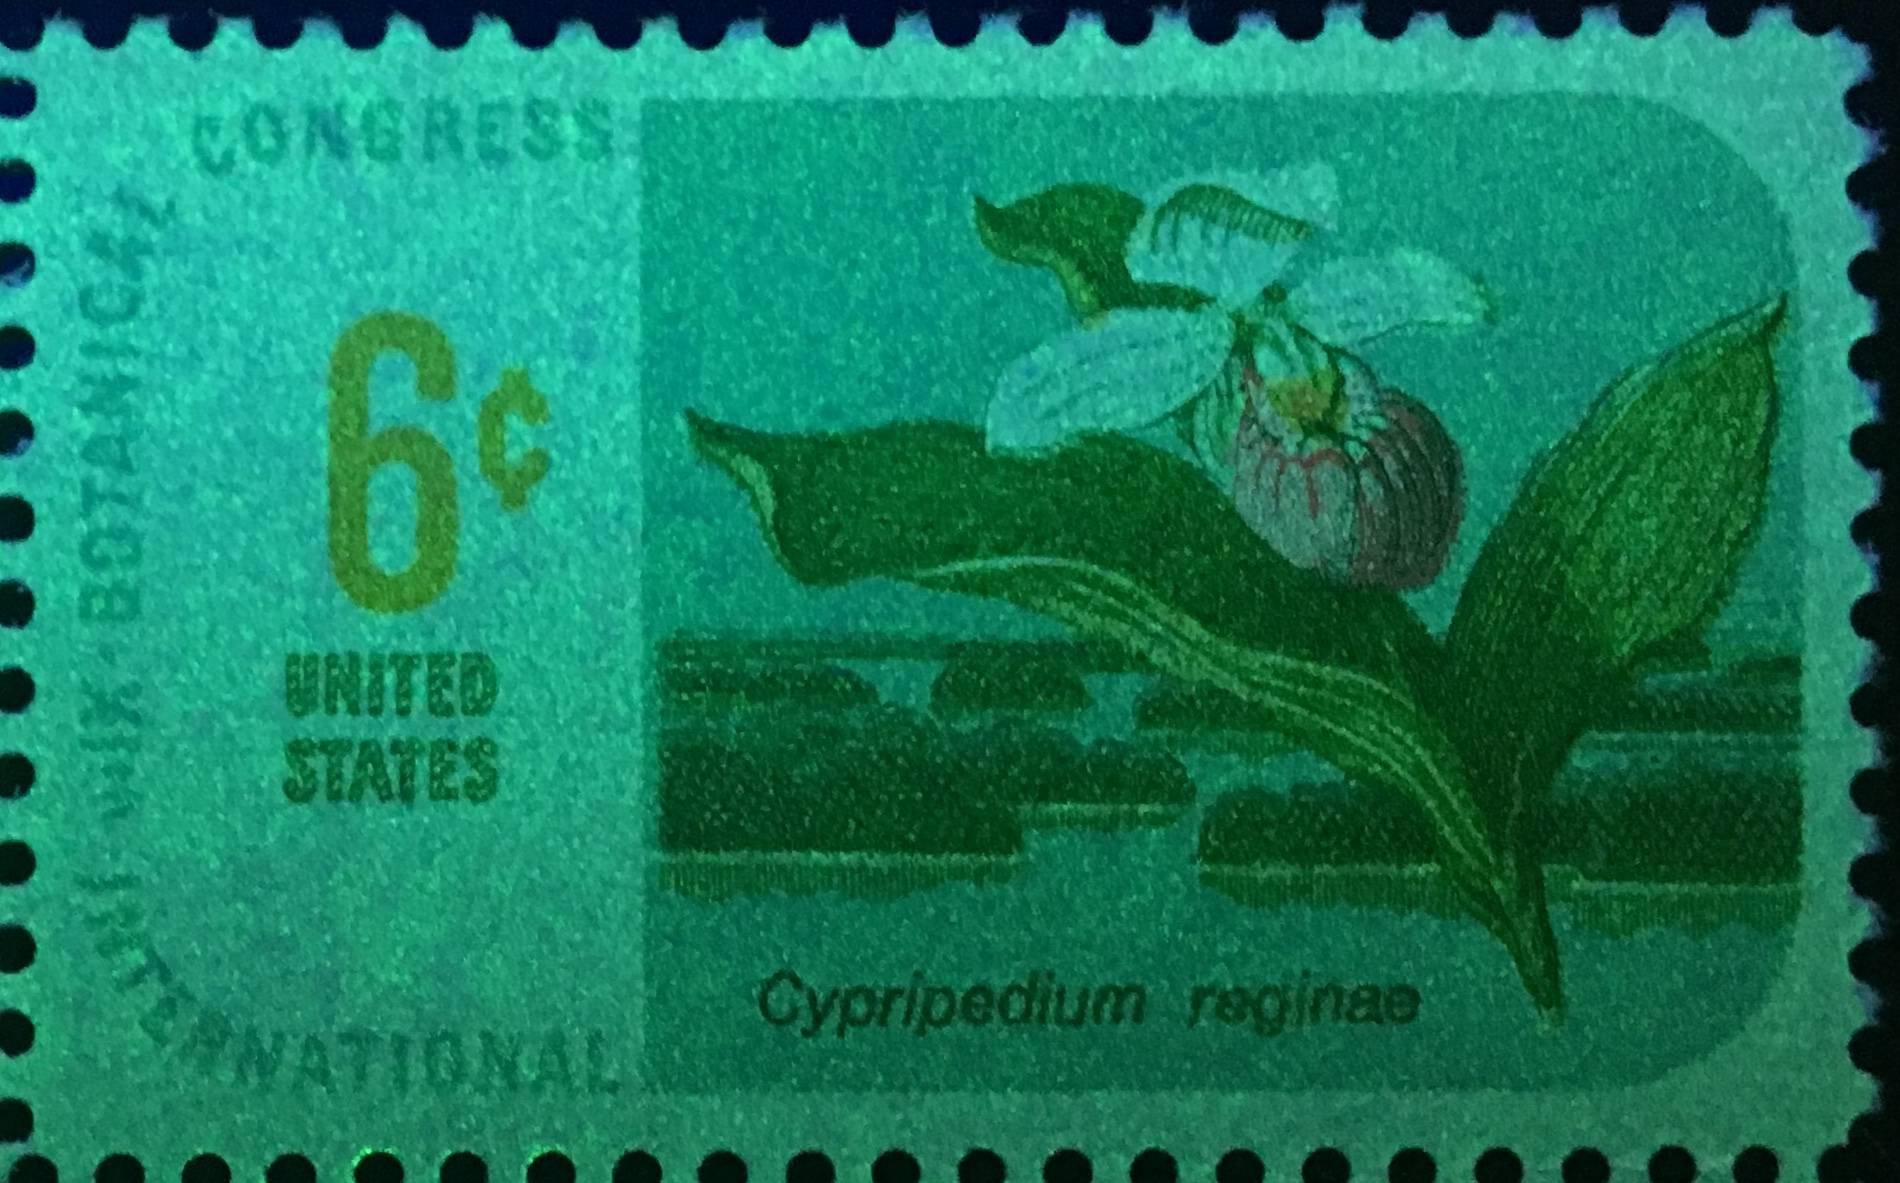 CONGRESS
INTERNATIONAL XI BOTANICAL
6¢
UNITED
STATES
Cypripedium reginae